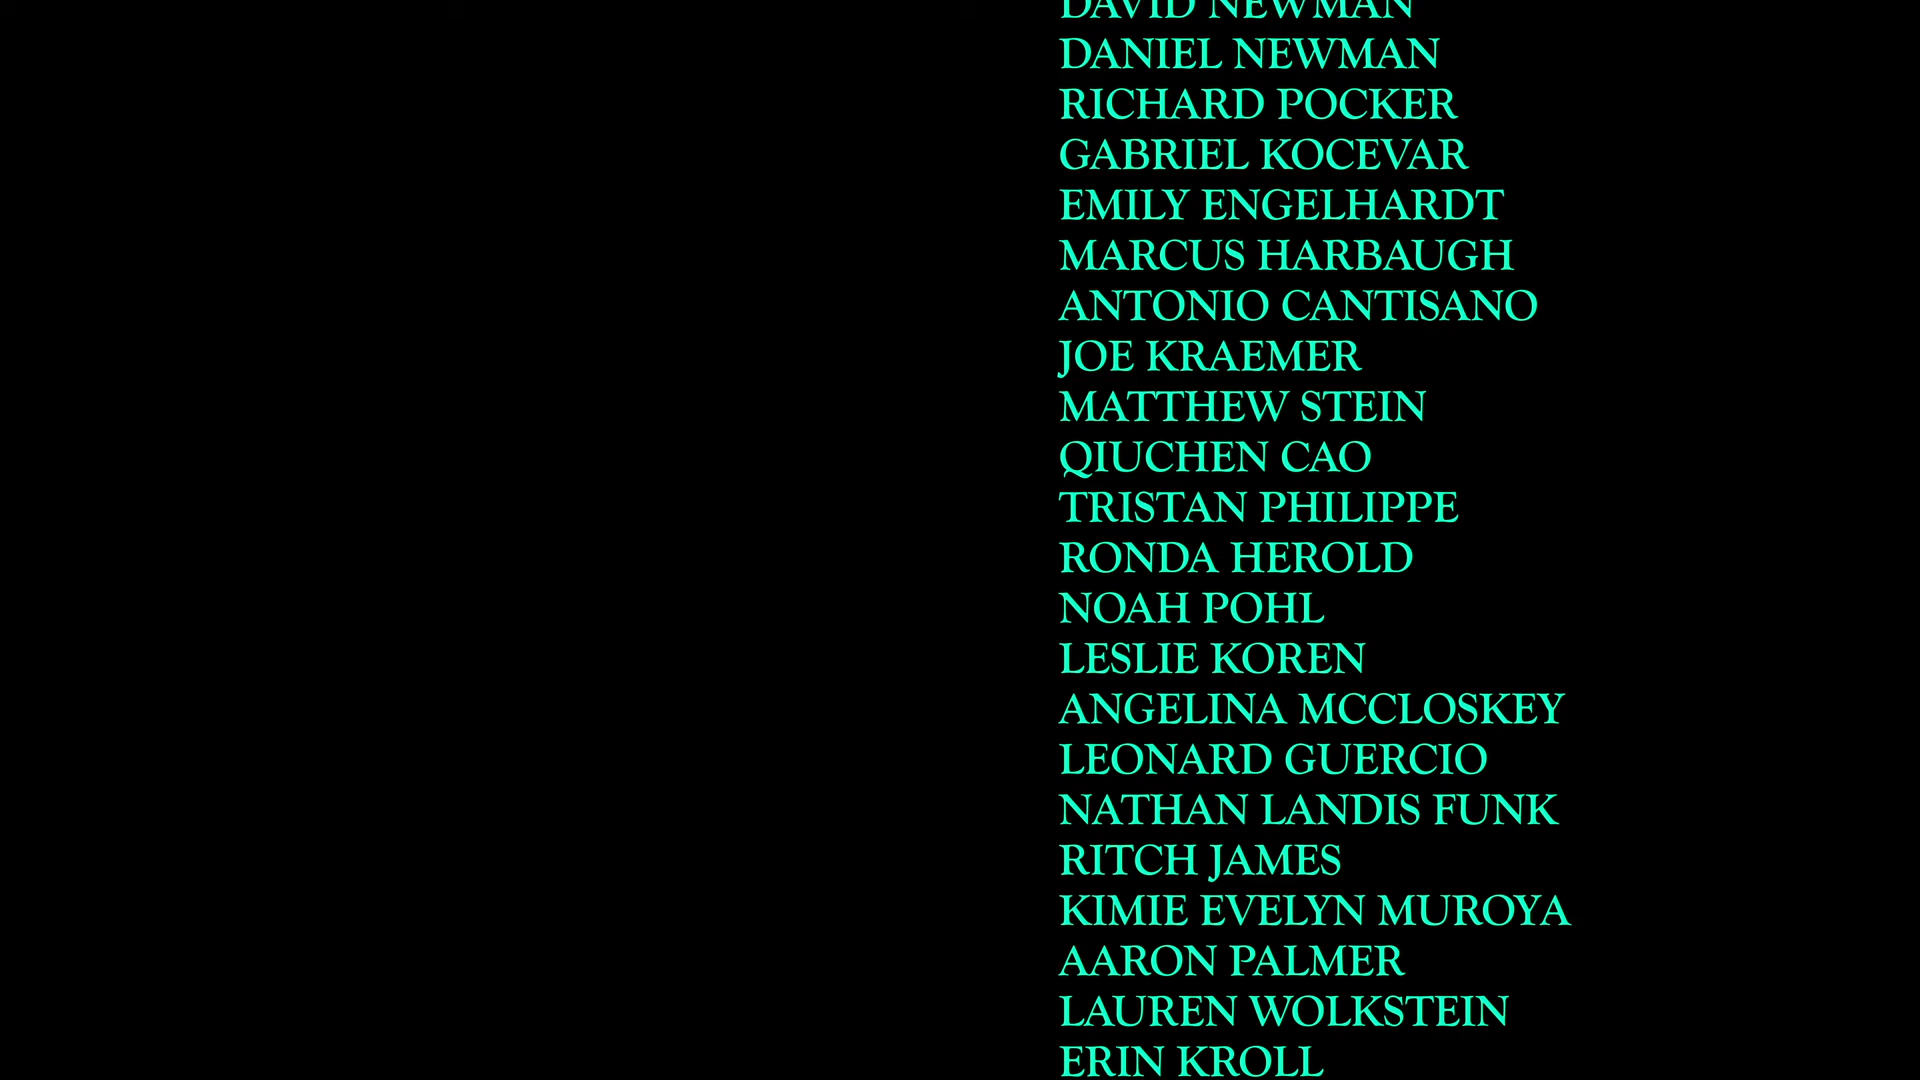 DAVID NEWMAN
DANIEL NEWMAN
RICHARD POCKER
GABRIEL KOCEVAR
EMILY ENGELHARDT
MARCUS HARBAUGH
ANTONIO CANTISANO
JOE KRAEMER
MATTHEW STEIN
QIUCHEN CAO
TRISTAN PHILIPPE
RONDA HEROLD
NOAH POHL
LESLIE KOREN
ANGELINA MCCLOSKEY
LEONARD GUERCIO
NATHAN LANDIS FUNK
RITCH JAMES
KIMIE EVELYN MUROYA
AARON PALMER
LAUREN WOLKSTEIN
ERIN KROLL